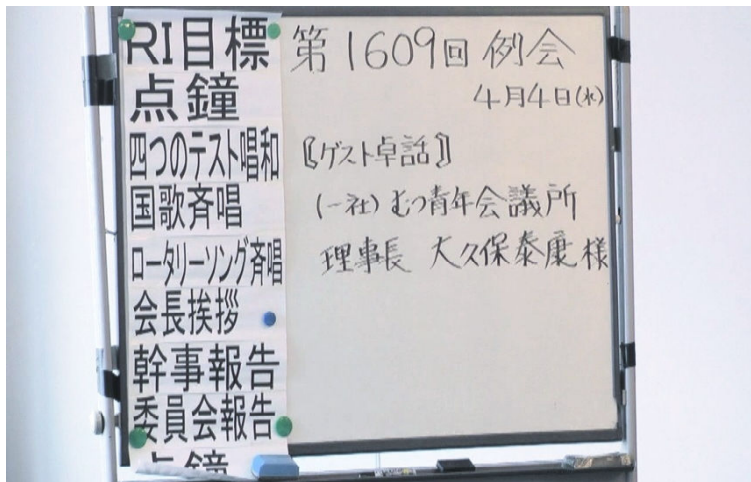 RI目標
点鐘
四つのテスト唱和
国歌斉唱
ロータリーソング斉唱
会長挨拶
幹事報告
委員会報告
点鐘
第1609回 例会
4月4日(水)
〖ゲスト卓話〗
(一社) むつ青年会議所
理事長 大久保泰康様